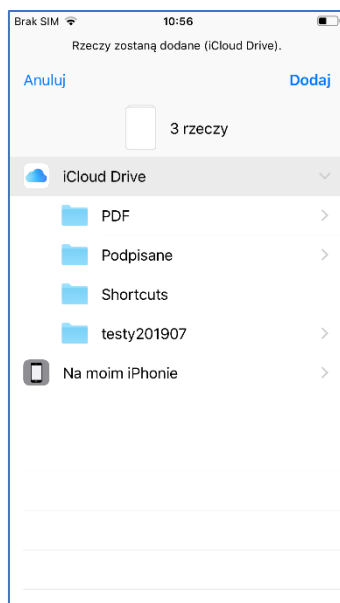 Brak SIM 10:56
Rzeczy zostaną dodane (iCloud Drive).
Anuluj Dodaj
3 rzeczy
iCloud Drive
PDF
Podpisane
Shortcuts
testy201907
Na moim iPhonie